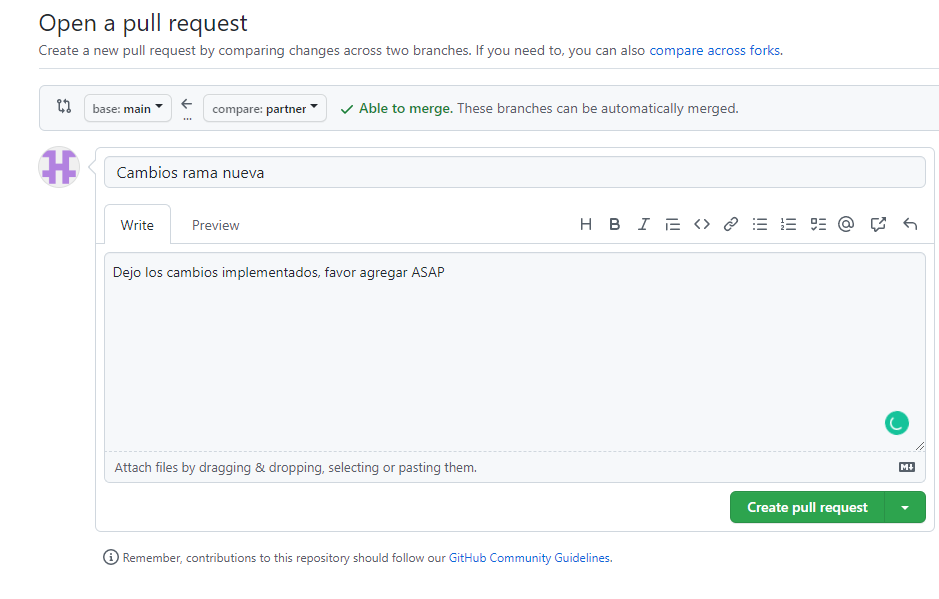 Open a pull request
Create a new pull request by comparing changes across two branches. If you need to, you can also compare across forks.
base: main
compare: partner
...
Able to merge. These branches can be automatically merged.
Cambios rama nueva
Write Preview
Dejo los cambios implementados, favor agregar ASAP
Attach files by dragging & dropping, selecting or pasting them.
Create pull request
Remember, contributions to this repository should follow our GitHub Community Guidelines.